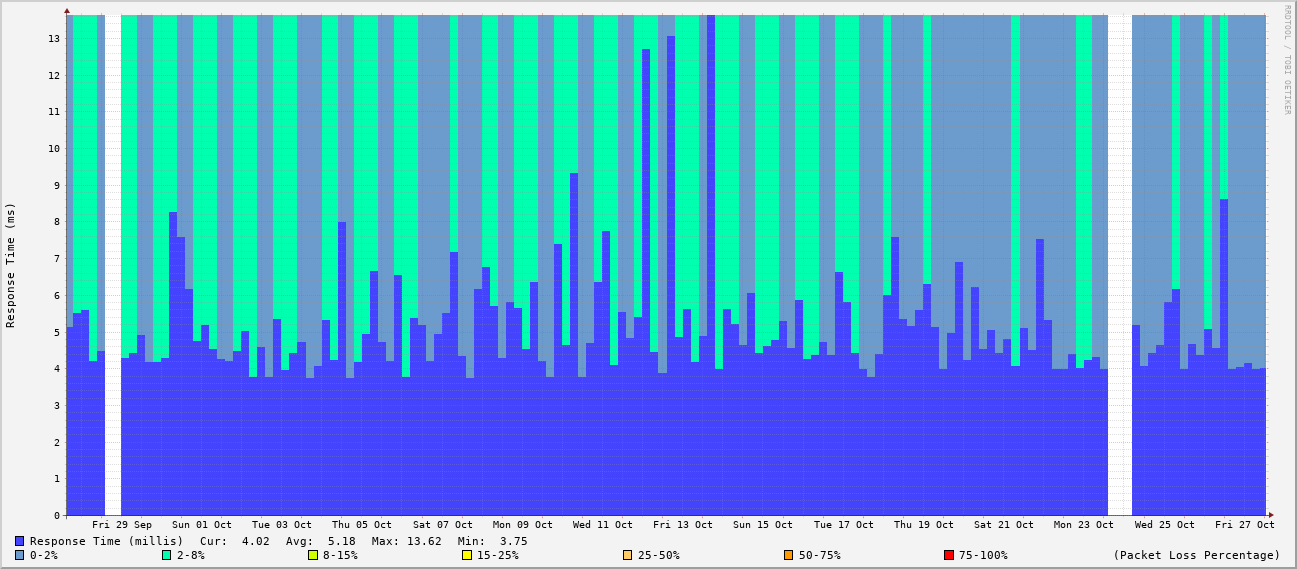 RRDTOOL / TOBI OETIKER
Response Time (ms)
13
12
11
10
9
8
7
6
5
4
3
2
1
0
Fri 29 Sep Sun 01 Oct Tue 03 Oct Thu 05 Oct Sat 07 Oct Mon 09 Oct Wed 11 Oct Fri 13 Oct Sun 15 Oct Tue 17 Oct Thu 19 Oct Sat 21 Oct Mon 23 Oct Wed 25 Oct Fri 27 Oct
Response Time (millis) Cur: 4.02 Avg: 5.18 Max: 13.62 Min: 3.75
0-2% 2-8% 8-15% 15-25% 25-50% 50-75% 75-100% (Packet Loss Percentage)